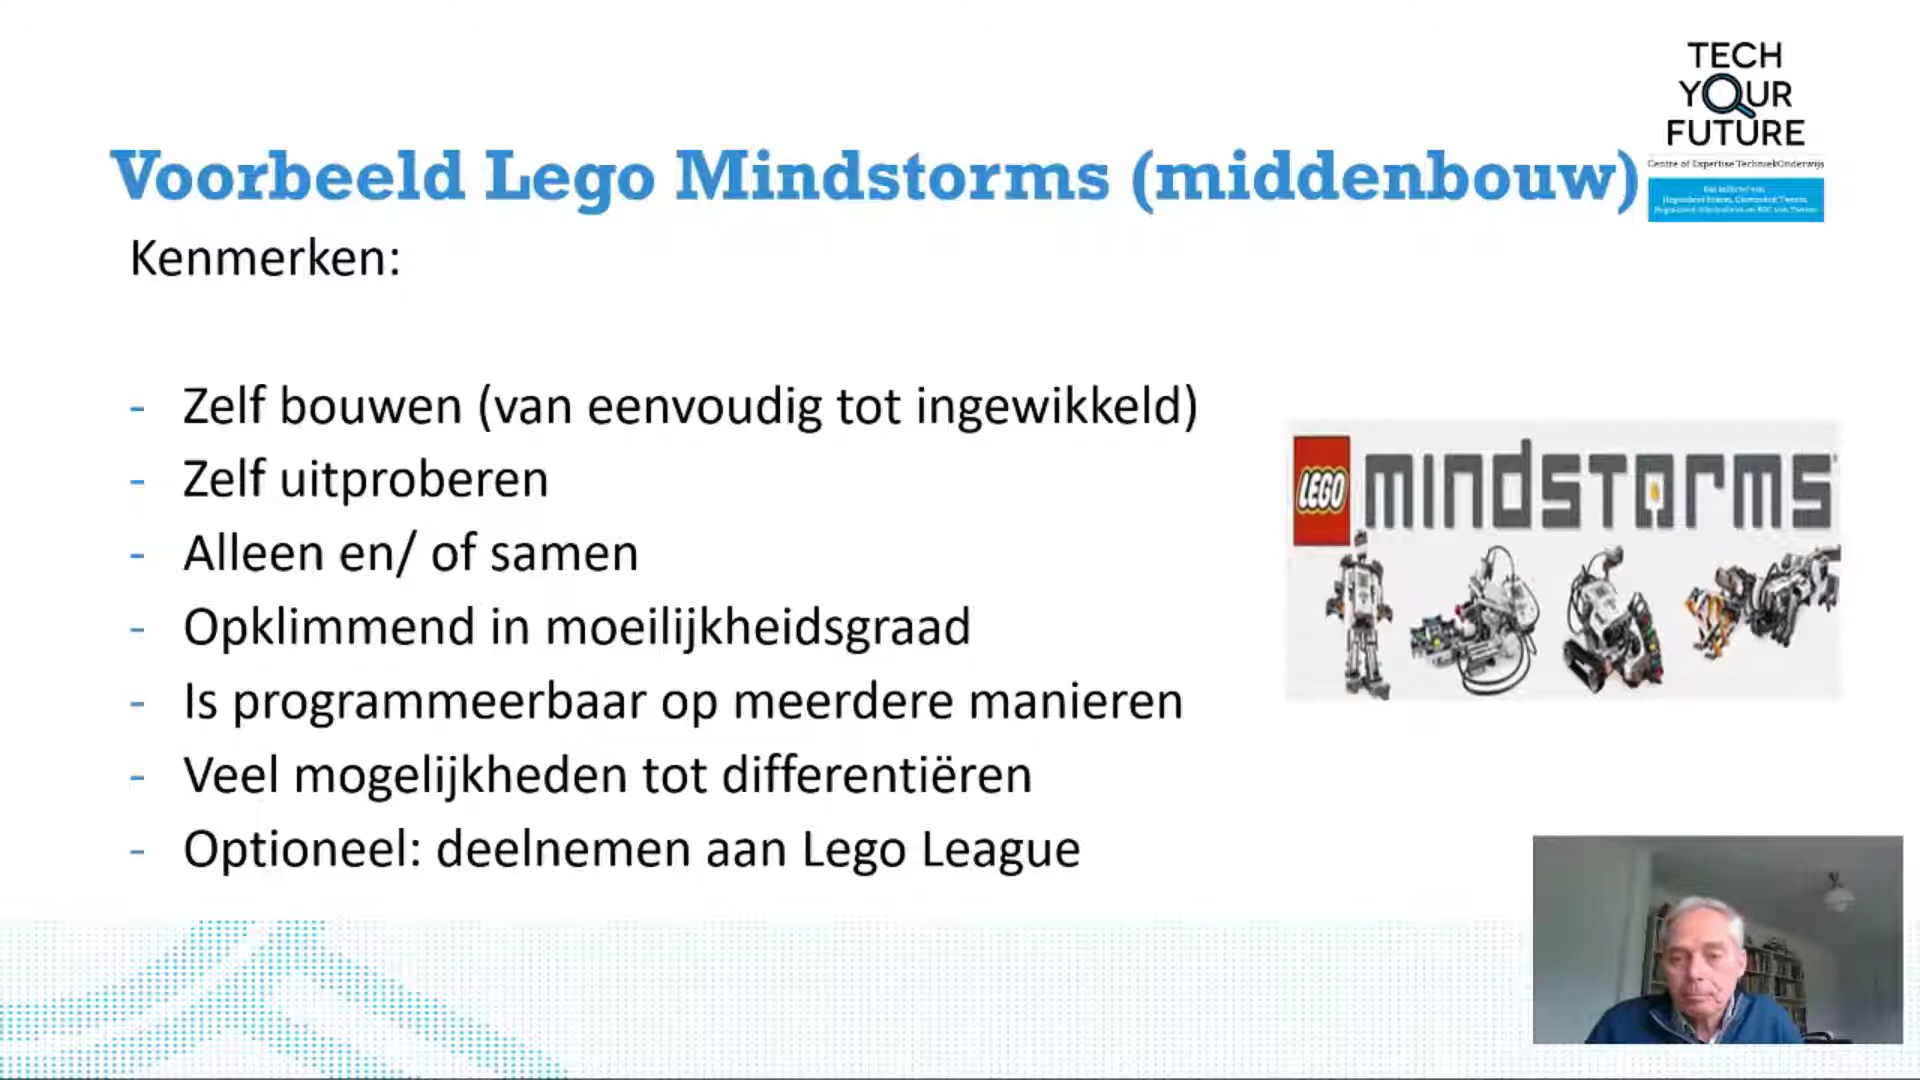 TECH
YOUR
FUTURE
Centre of Expertise TechniekOnderwijs
Voorbeeld Lego Mindstorms (middenbouw)
Kenmerken:
- Zelf bouwen (van eenvoudig tot ingewikkeld)
- Zelf uitproberen
- Alleen en/ of samen
- Opklimmend in moeilijkheidsgraad
- Is programmeerbaar op meerdere manieren
- Veel mogelijkheden tot differentiëren
- Optioneel: deelnemen aan Lego League
LEGO mindstorms